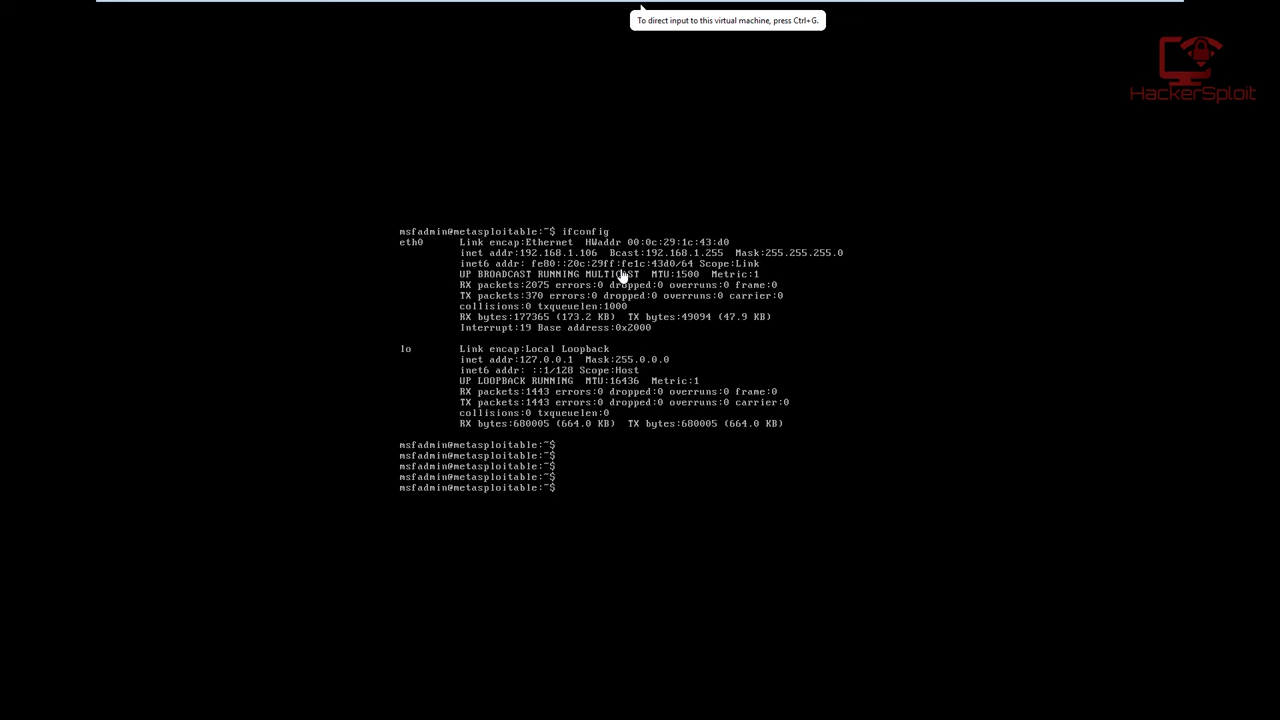 To direct input to this virtual machine, press Ctrl+G.
HackerSploit
msfadmin@metasploitable:~$ ifconfig
eth0 Link encap:Ethernet HWaddr 00:0c:29:1c:43:d0
inet addr:192.168.1.106 Bcast:192.168.1.255 Mask:255.255.255.0
inet6 addr: fe80::20c:29ff:fe1c:43d0/64 Scope:Link
UP BROADCAST RUNNING MULTICAST MTU:1500 Metric:1
RX packets:2075 errors:0 dropped:0 overruns:0 frame:0
TX packets:370 errors:0 dropped:0 overruns:0 carrier:0
collisions:0 txqueuelen:1000
RX bytes:177365 (173.2 KB) TX bytes:49094 (47.9 KB)
Interrupt:19 Base address:0x2000
lo Link encap:Local Loopback
inet addr:127.0.0.1 Mask:255.0.0.0
inet6 addr: ::1/128 Scope:Host
UP LOOPBACK RUNNING MTU:16436 Metric:1
RX packets:1443 errors:0 dropped:0 overruns:0 frame:0
TX packets:1443 errors:0 dropped:0 overruns:0 carrier:0
collisions:0 txqueuelen:0
RX bytes:680005 (664.0 KB) TX bytes:680005 (664.0 KB)
msfadmin@metasploitable:~$
msfadmin@metasploitable:~$
msfadmin@metasploitable:~$
msfadmin@metasploitable:~$
msfadmin@metasploitable:~$